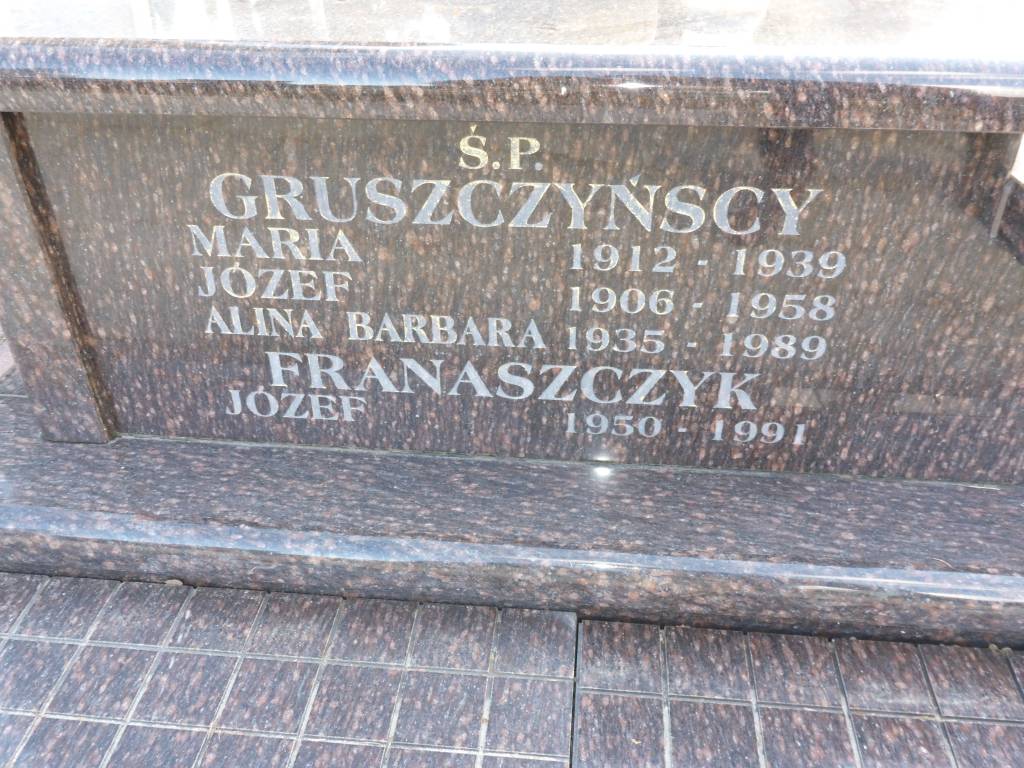 Ś.P.
GRUSZCZYŃSCY
MARIA 1912 - 1939
JÓZEF 1906 - 1958
ALINA BARBARA 1935 - 1989
FRANASZCZYK
JÓZEF 1950 - 1991